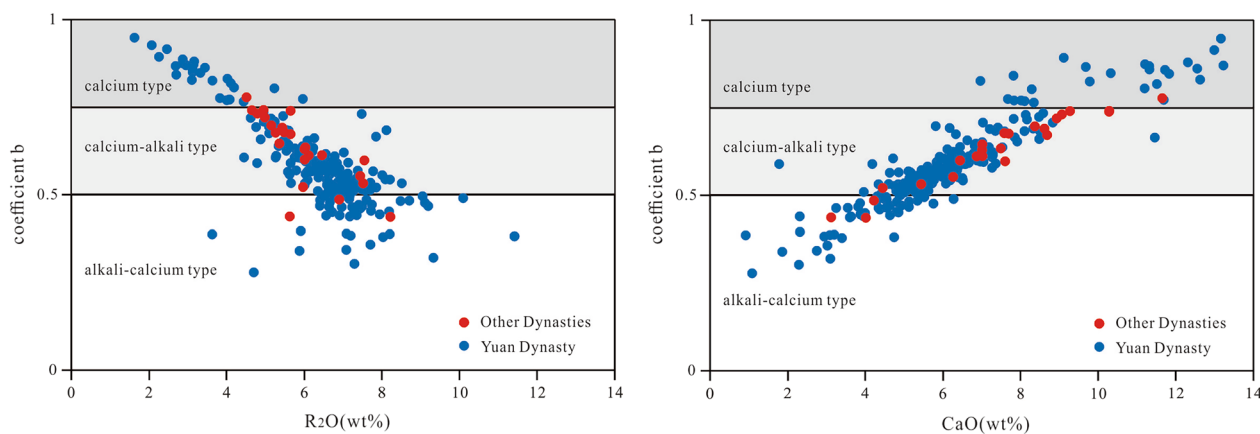 1
calcium type
calcium-alkali type
0.5
coefficient b
alkali-calcium type
Other Dynasties
Yuan Dynasty
0
0 2 4 6 8 10 12 14
R2O(wt%)
1
calcium type
calcium-alkali type
0.5
coefficient b
alkali-calcium type
Other Dynasties
Yuan Dynasty
0
0 2 4 6 8 10 12 14
CaO(wt%)